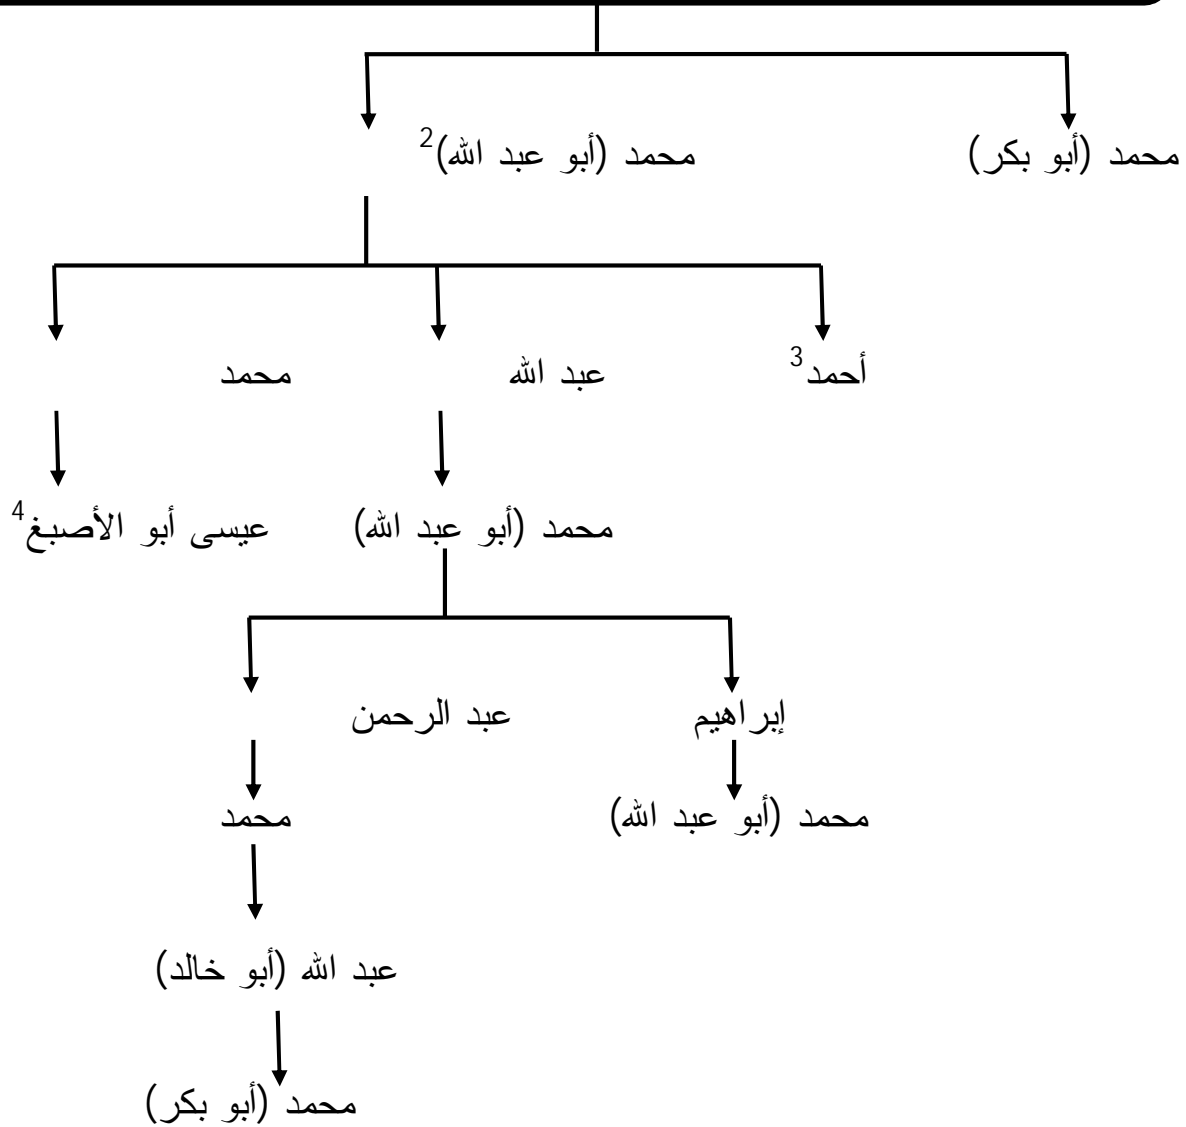 محمد (أبو بكر) محمد (أبو عبد الله)2
أحمد3 عبد الله محمد
محمد (أبو عبد الله) عيسى أبو الأصبغ4
إبراهيم عبد الرحمن
محمد (أبو عبد الله) محمد
عبد الله (أبو خالد)
محمد (أبو بكر)